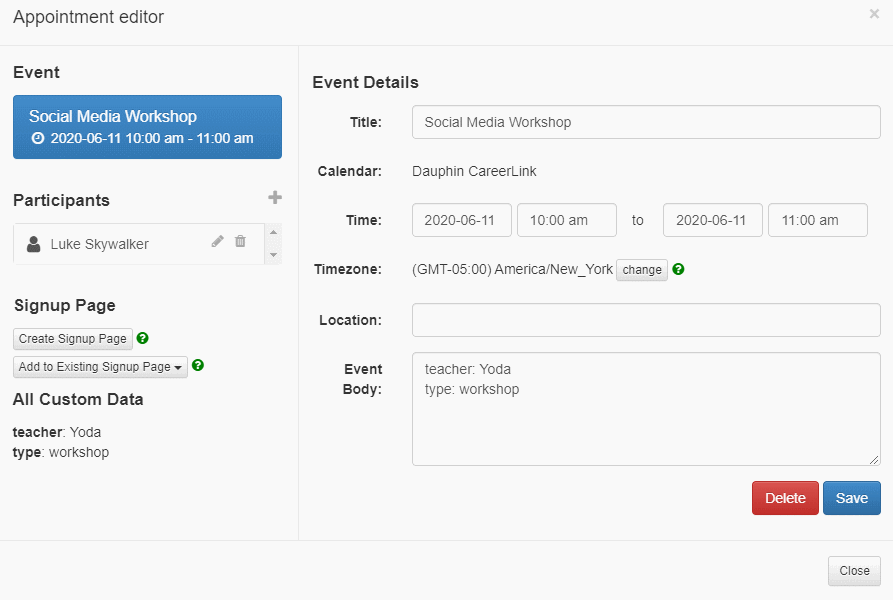 Appointment editor
×
Event
Social Media Workshop
2020-06-11 10:00 am - 11:00 am
Participants
Luke Skywalker
Signup Page
Create Signup Page ?
Add to Existing Signup Page ?
All Custom Data
teacher: Yoda
type: workshop
Event Details
Title: Social Media Workshop
Calendar: Dauphin CareerLink
Time: 2020-06-11 10:00 am to 2020-06-11 11:00 am
Timezone: (GMT-05:00) America/New_York change ?
Location:
Event
Body:
teacher: Yoda
type: workshop
Delete Save
Close